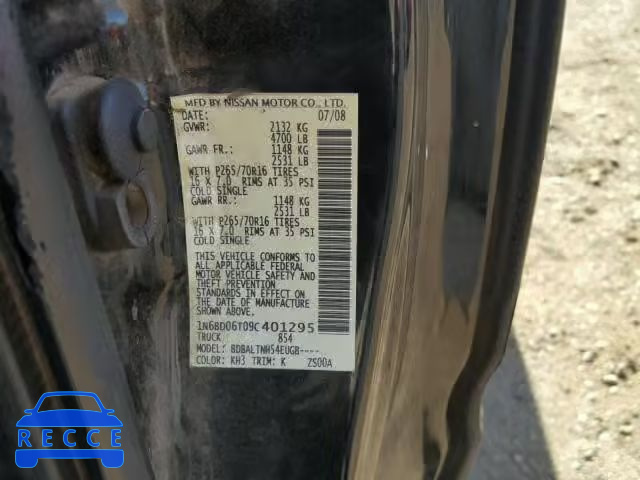 MFD BY NISSAN MOTOR CO., LTD.
DATE: 07/08
GVWR: 2132 KG
4700 LB
GAWR FR.: 1148 KG
2531 LB
WITH P265/70R16 TIRES
16 X 7.0 RIMS AT 35 PSI
COLD SINGLE
GAWR RR.: 1148 KG
2531 LB
WITH P265/70R16 TIRES
16 X 7.0 RIMS AT 35 PSI
COLD SINGLE
THIS VEHICLE CONFORMS TO
ALL APPLICABLE FEDERAL
MOTOR VEHICLE SAFETY AND
THEFT PREVENTION
STANDARDS IN EFFECT ON
THE DATE OF MANUFACTURE
SHOWN ABOVE.
1N6BD06T09C401295
TRUCK 854
MODEL: BDBALTNH54EUGB-----
COLOR: KH3 TRIM: K ZS00A
RECCE